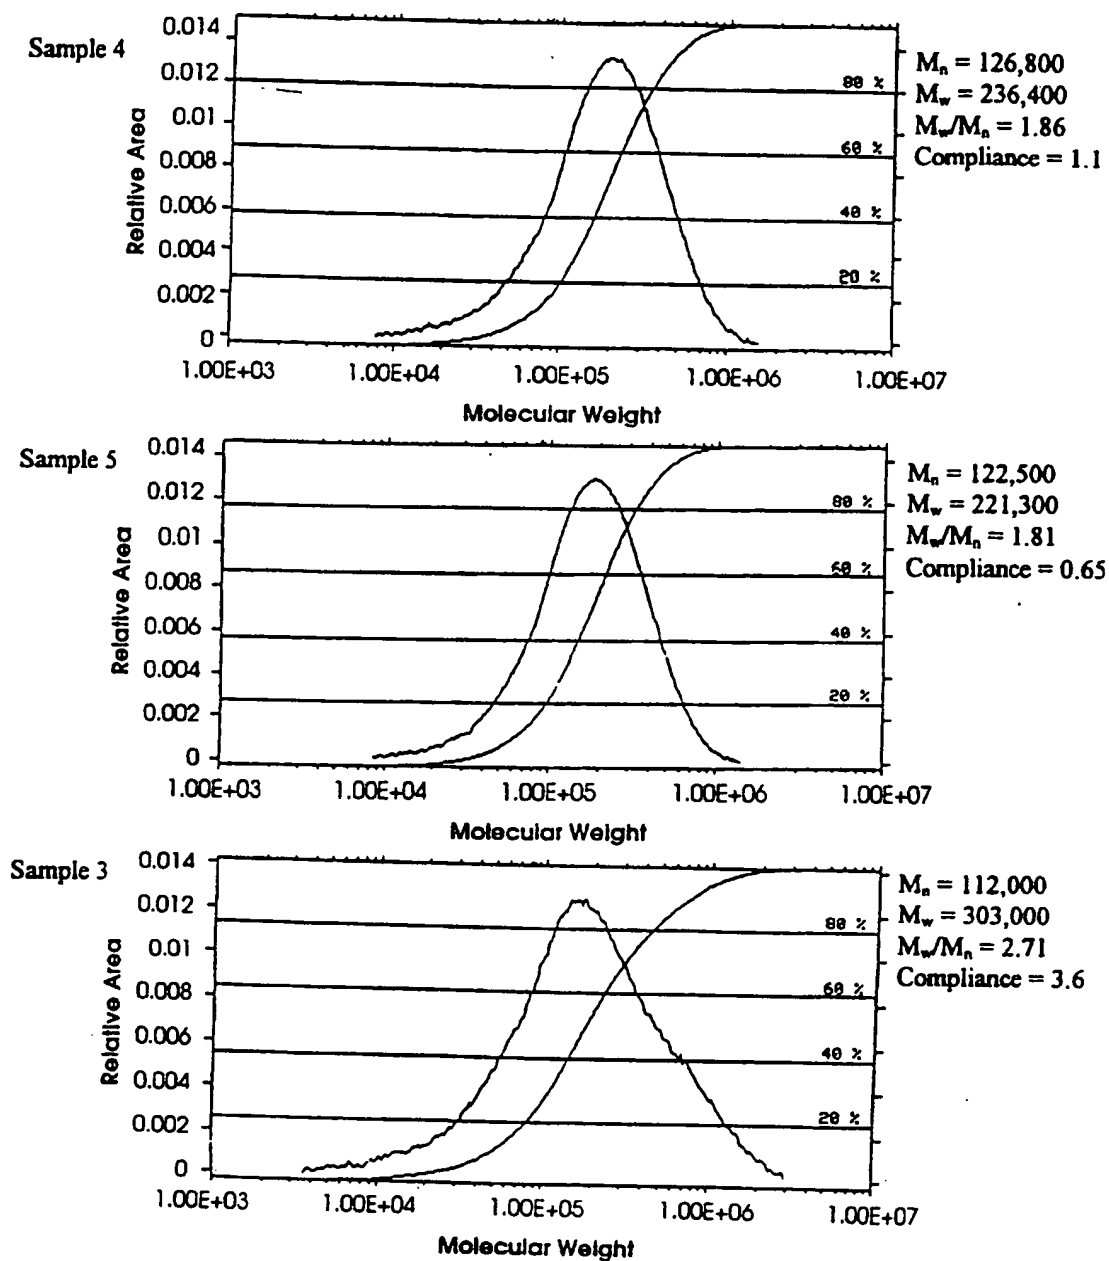 Sample 4
Relative Area
0.014
0.012
0.01
0.008
0.006
0.004
0.002
0
80 %
60 %
40 %
20 %
1.00E+03 1.00E+04 1.00E+05 1.00E+06 1.00E+07
Molecular Weight
Mn = 126,800
Mw = 236,400
Mw/Mn = 1.86
Compliance = 1.1
Sample 5
Relative Area
0.014
0.012
0.01
0.008
0.006
0.004
0.002
0
80 %
60 %
40 %
20 %
1.00E+03 1.00E+04 1.00E+05 1.00E+06 1.00E+07
Molecular Weight
Mn = 122,500
Mw = 221,300
Mw/Mn = 1.81
Compliance = 0.65
Sample 3
Relative Area
0.014
0.012
0.01
0.008
0.006
0.004
0.002
0
80 %
60 %
40 %
20 %
1.00E+03 1.00E+04 1.00E+05 1.00E+06 1.00E+07
Molecular Weight
Mn = 112,000
Mw = 303,000
Mw/Mn = 2.71
Compliance = 3.6